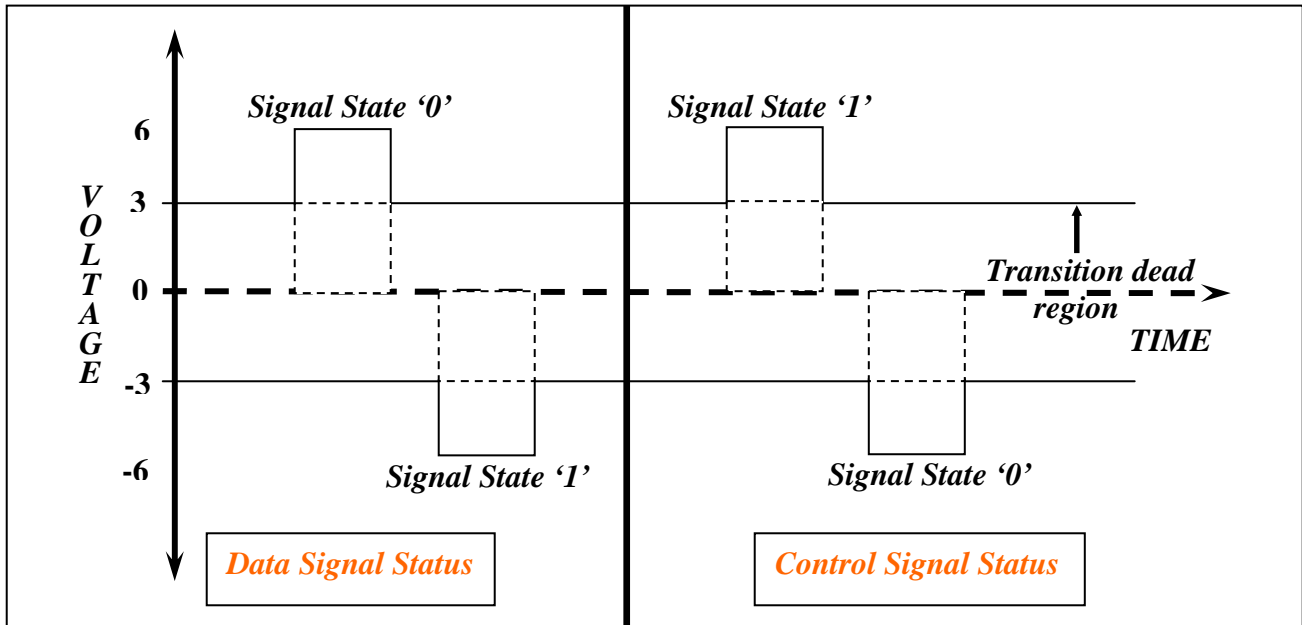 Signal State ‘0’
Signal State ‘1’
6
3
0
-3
-6
VOLTAGE
Transition dead
region
TIME
Signal State ‘1’
Signal State ‘0’
Data Signal Status
Control Signal Status